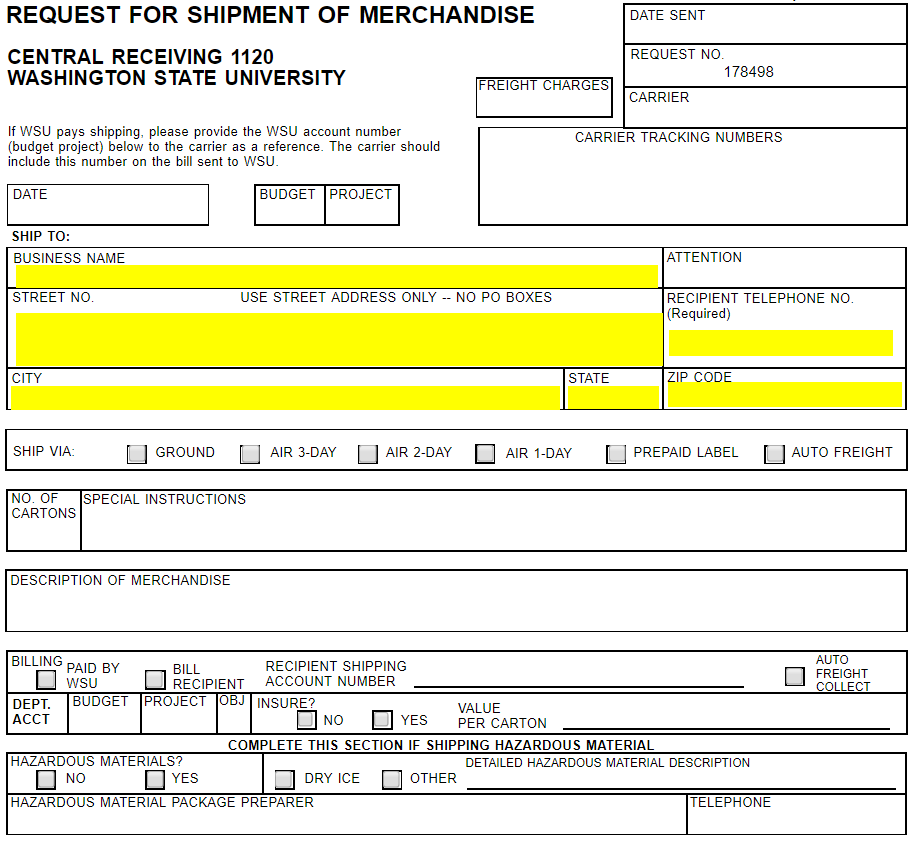 REQUEST FOR SHIPMENT OF MERCHANDISE
DATE SENT
REQUEST NO.
178498
CENTRAL RECEIVING 1120
WASHINGTON STATE UNIVERSITY
FREIGHT CHARGES
CARRIER
If WSU pays shipping, please provide the WSU account number
(budget project) below to the carrier as a reference. The carrier should
include this number on the bill sent to WSU.
CARRIER TRACKING NUMBERS
DATE
BUDGET PROJECT
SHIP TO:
BUSINESS NAME
ATTENTION
STREET NO. USE STREET ADDRESS ONLY -- NO PO BOXES
RECIPIENT TELEPHONE NO.
(Required)
CITY STATE ZIP CODE
SHIP VIA: GROUND AIR 3-DAY AIR 2-DAY AIR 1-DAY PREPAID LABEL AUTO FREIGHT
NO. OF
CARTONS
SPECIAL INSTRUCTIONS
DESCRIPTION OF MERCHANDISE
BILLING
PAID BY
WSU
BILL
RECIPIENT
RECIPIENT SHIPPING
ACCOUNT NUMBER
AUTO
FREIGHT
COLLECT
DEPT.
ACCT
BUDGET PROJECT OBJ
INSURE?
NO YES
VALUE
PER CARTON
COMPLETE THIS SECTION IF SHIPPING HAZARDOUS MATERIAL
HAZARDOUS MATERIALS?
NO YES
DRY ICE OTHER
DETAILED HAZARDOUS MATERIAL DESCRIPTION
HAZARDOUS MATERIAL PACKAGE PREPARER
TELEPHONE